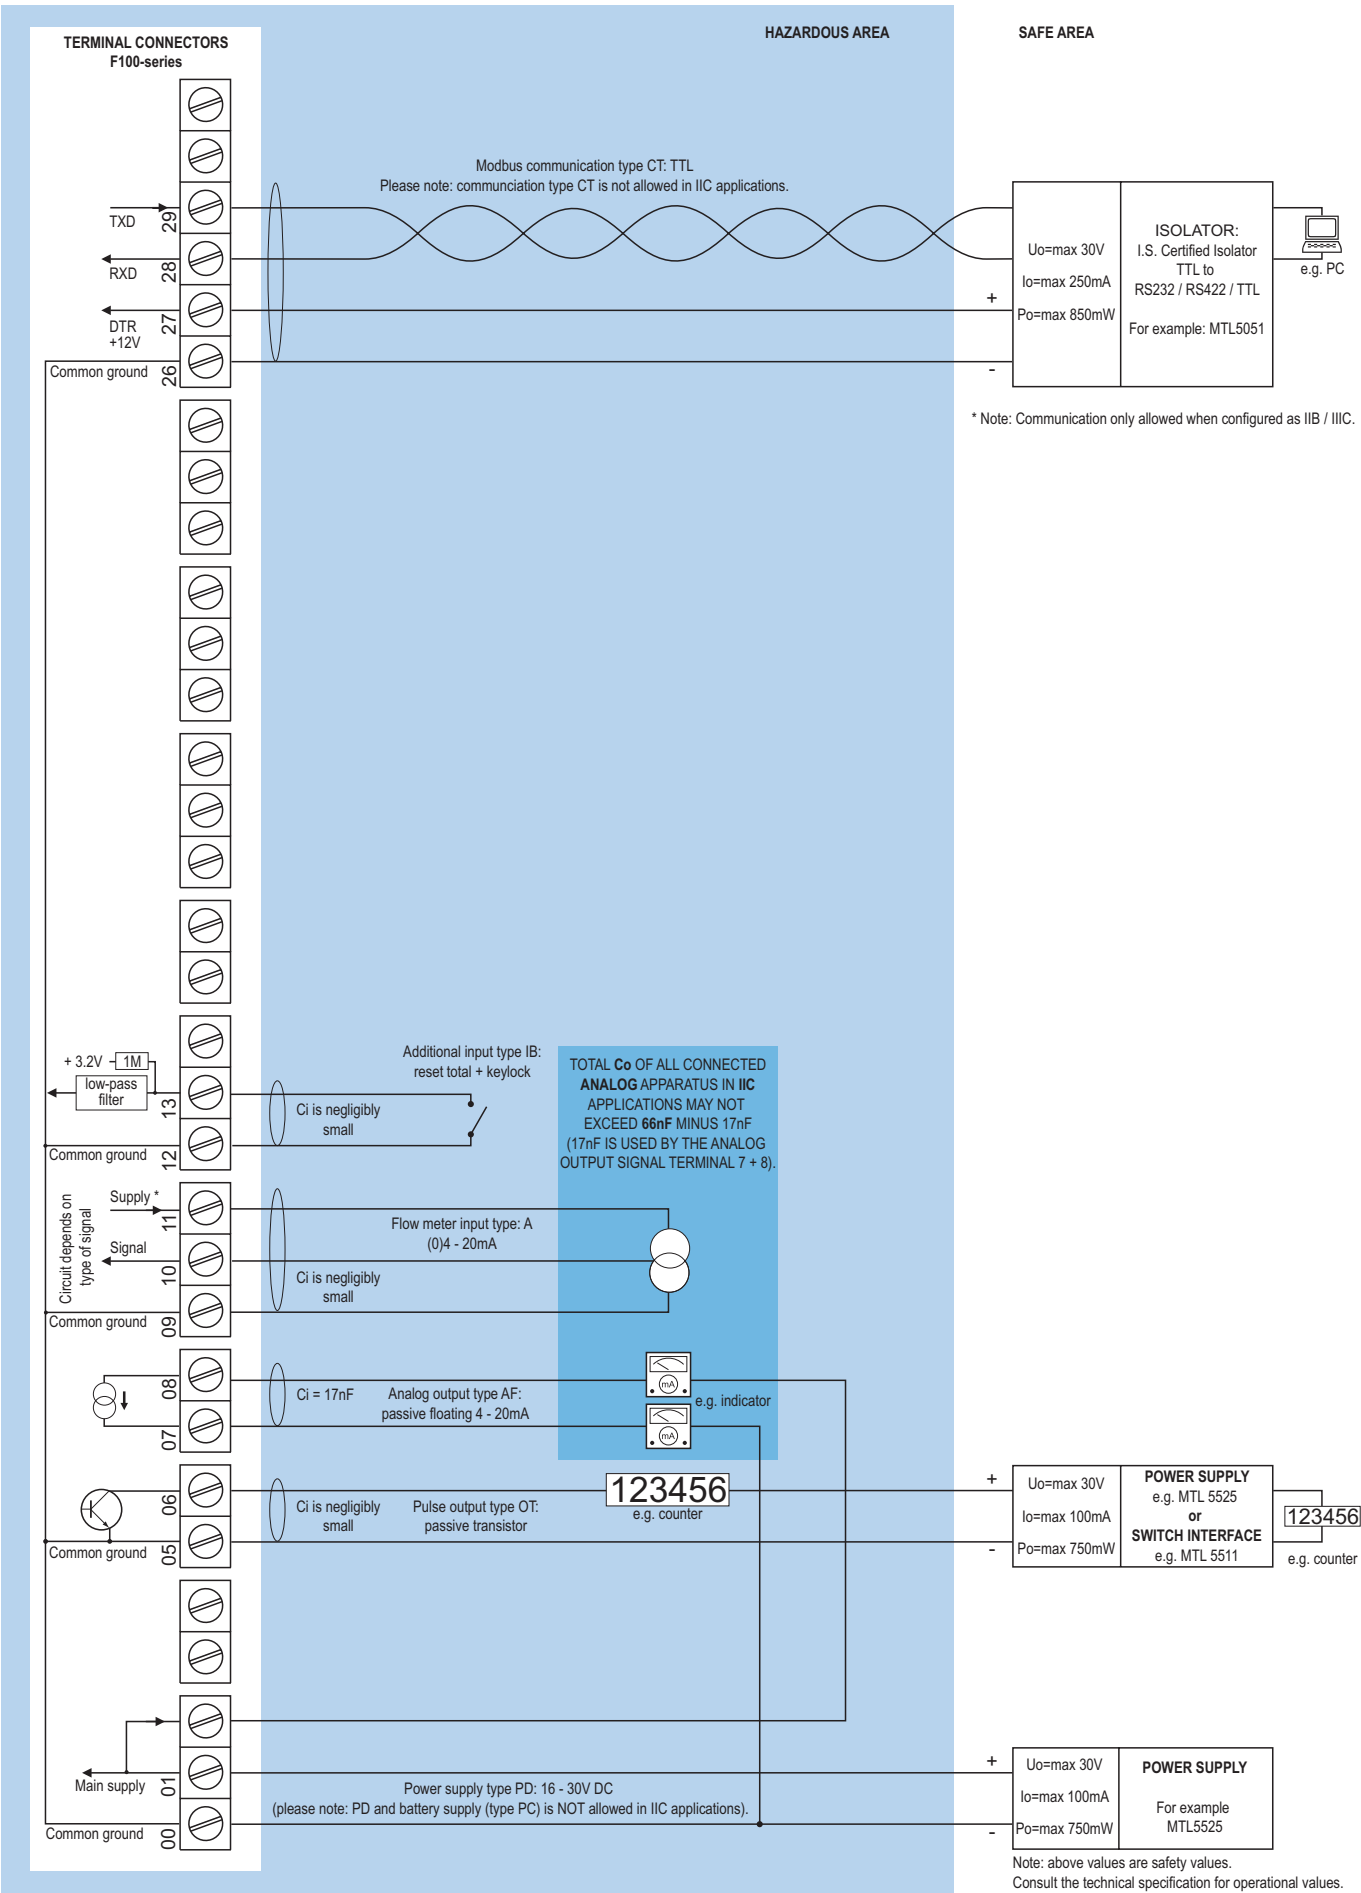 HAZARDOUS AREA
SAFE AREA
TERMINAL CONNECTORS
F100-series
Modbus communication type CT: TTL
Please note: communciation type CT is not allowed in IIC applications.
TXD
29
RXD
28
DTR
+12V
27
Common ground
26
+
-
Uo=max 30V
Io=max 250mA
Po=max 850mW
ISOLATOR:
I.S. Certified Isolator
TTL to
RS232 / RS422 / TTL
For example: MTL5051
e.g. PC
* Note: Communication only allowed when configured as IIB / IIIC.
+ 3.2V
1M
low-pass
filter
13
Common ground
12
Ci is negligibly
small
Additional input type IB:
reset total + keylock
TOTAL Co OF ALL CONNECTED
ANALOG APPARATUS IN IIC
APPLICATIONS MAY NOT
EXCEED 66nF MINUS 17nF
(17nF IS USED BY THE ANALOG
OUTPUT SIGNAL TERMINAL 7 + 8).
Circuit depends on
type of signal
Supply *
11
Signal
10
Common ground
09
Flow meter input type: A
(0)4 - 20mA
Ci is negligibly
small
08
07
Ci = 17nF
Analog output type AF:
passive floating 4 - 20mA
mA
mA
e.g. indicator
06
Common ground
05
Ci is negligibly
small
Pulse output type OT:
passive transistor
123456
e.g. counter
+
-
Uo=max 30V
Io=max 100mA
Po=max 750mW
POWER SUPPLY
e.g. MTL 5525
or
SWITCH INTERFACE
e.g. MTL 5511
123456
e.g. counter
Main supply
01
Common ground
00
Power supply type PD: 16 - 30V DC
(please note: PD and battery supply (type PC) is NOT allowed in IIC applications).
+
-
Uo=max 30V
Io=max 100mA
Po=max 750mW
POWER SUPPLY
For example
MTL5525
Note: above values are safety values.
Consult the technical specification for operational values.